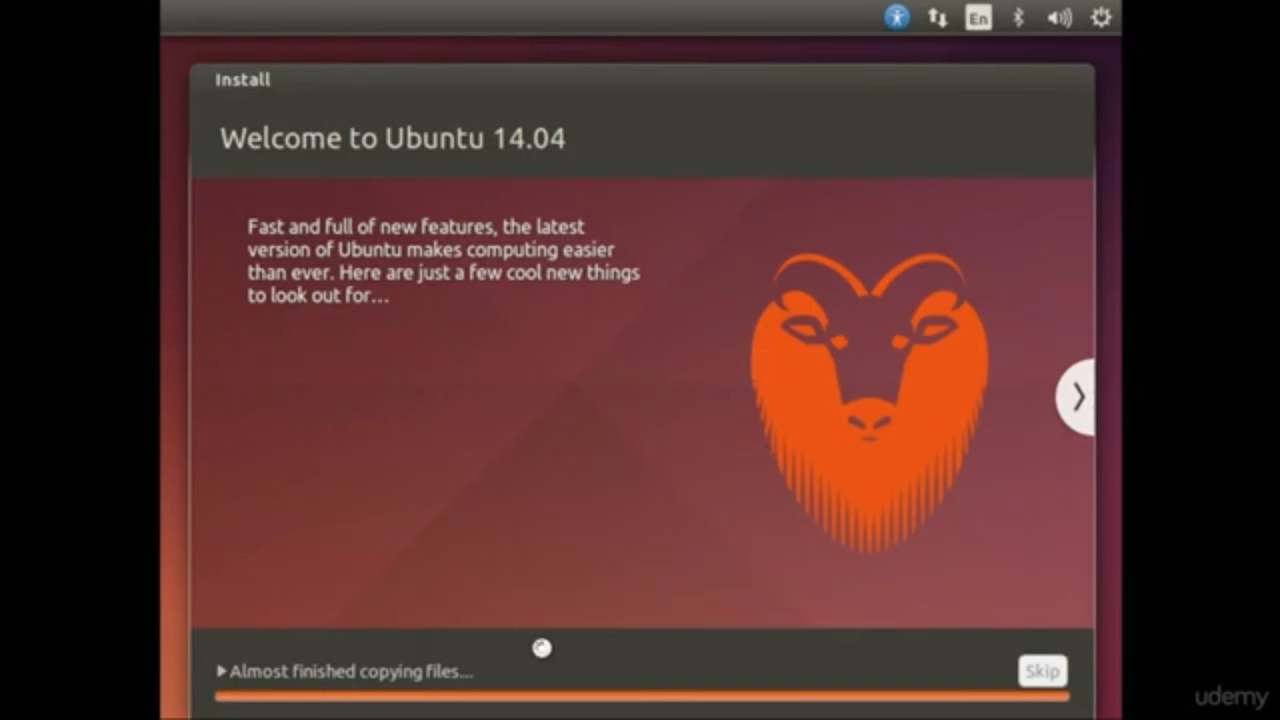 En
Install
Welcome to Ubuntu 14.04
Fast and full of new features, the latest
version of Ubuntu makes computing easier
than ever. Here are just a few cool new things
to look out for...
Almost finished copying files...
Skip
udemy